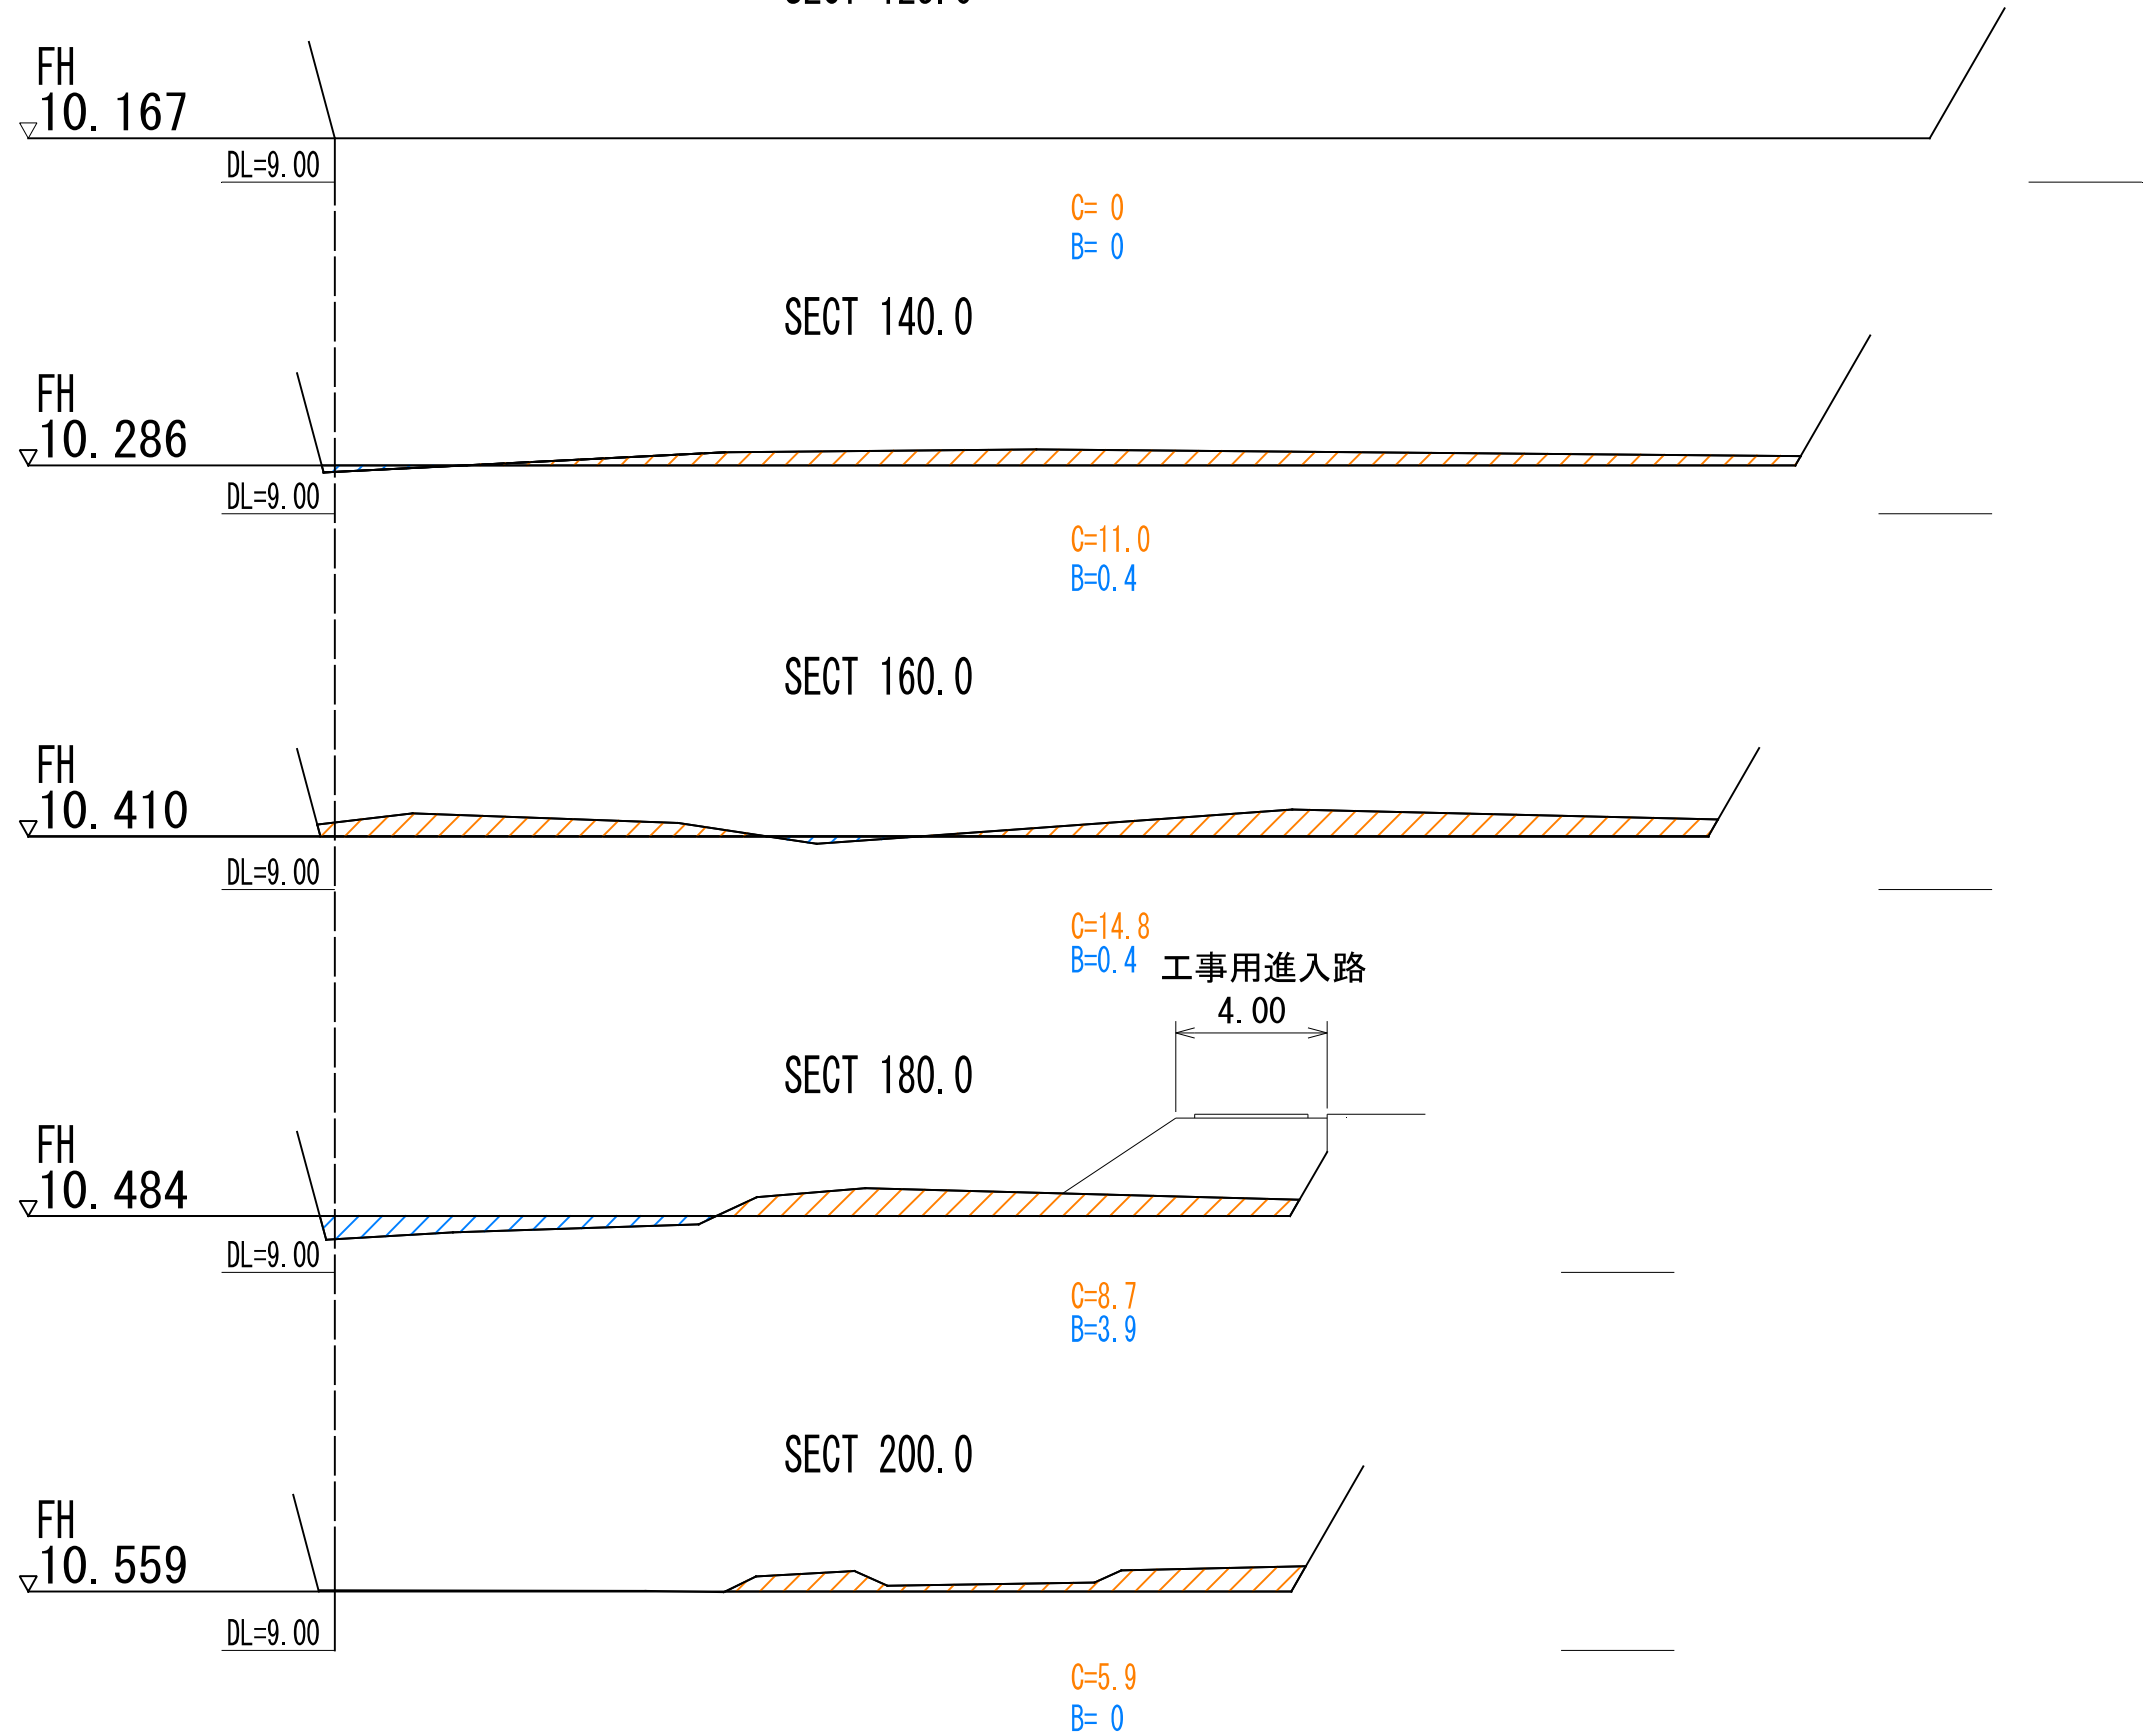 FH
10.167
DL=9.00
C= 0
B= 0
SECT 140.0
FH
10.286
DL=9.00
C=11.0
B=0.4
SECT 160.0
FH
10.410
DL=9.00
C=14.8
B=0.4
工事用進入路
4.00
SECT 180.0
FH
10.484
DL=9.00
C=8.7
B=3.9
SECT 200.0
FH
10.559
DL=9.00
C=5.9
B= 0